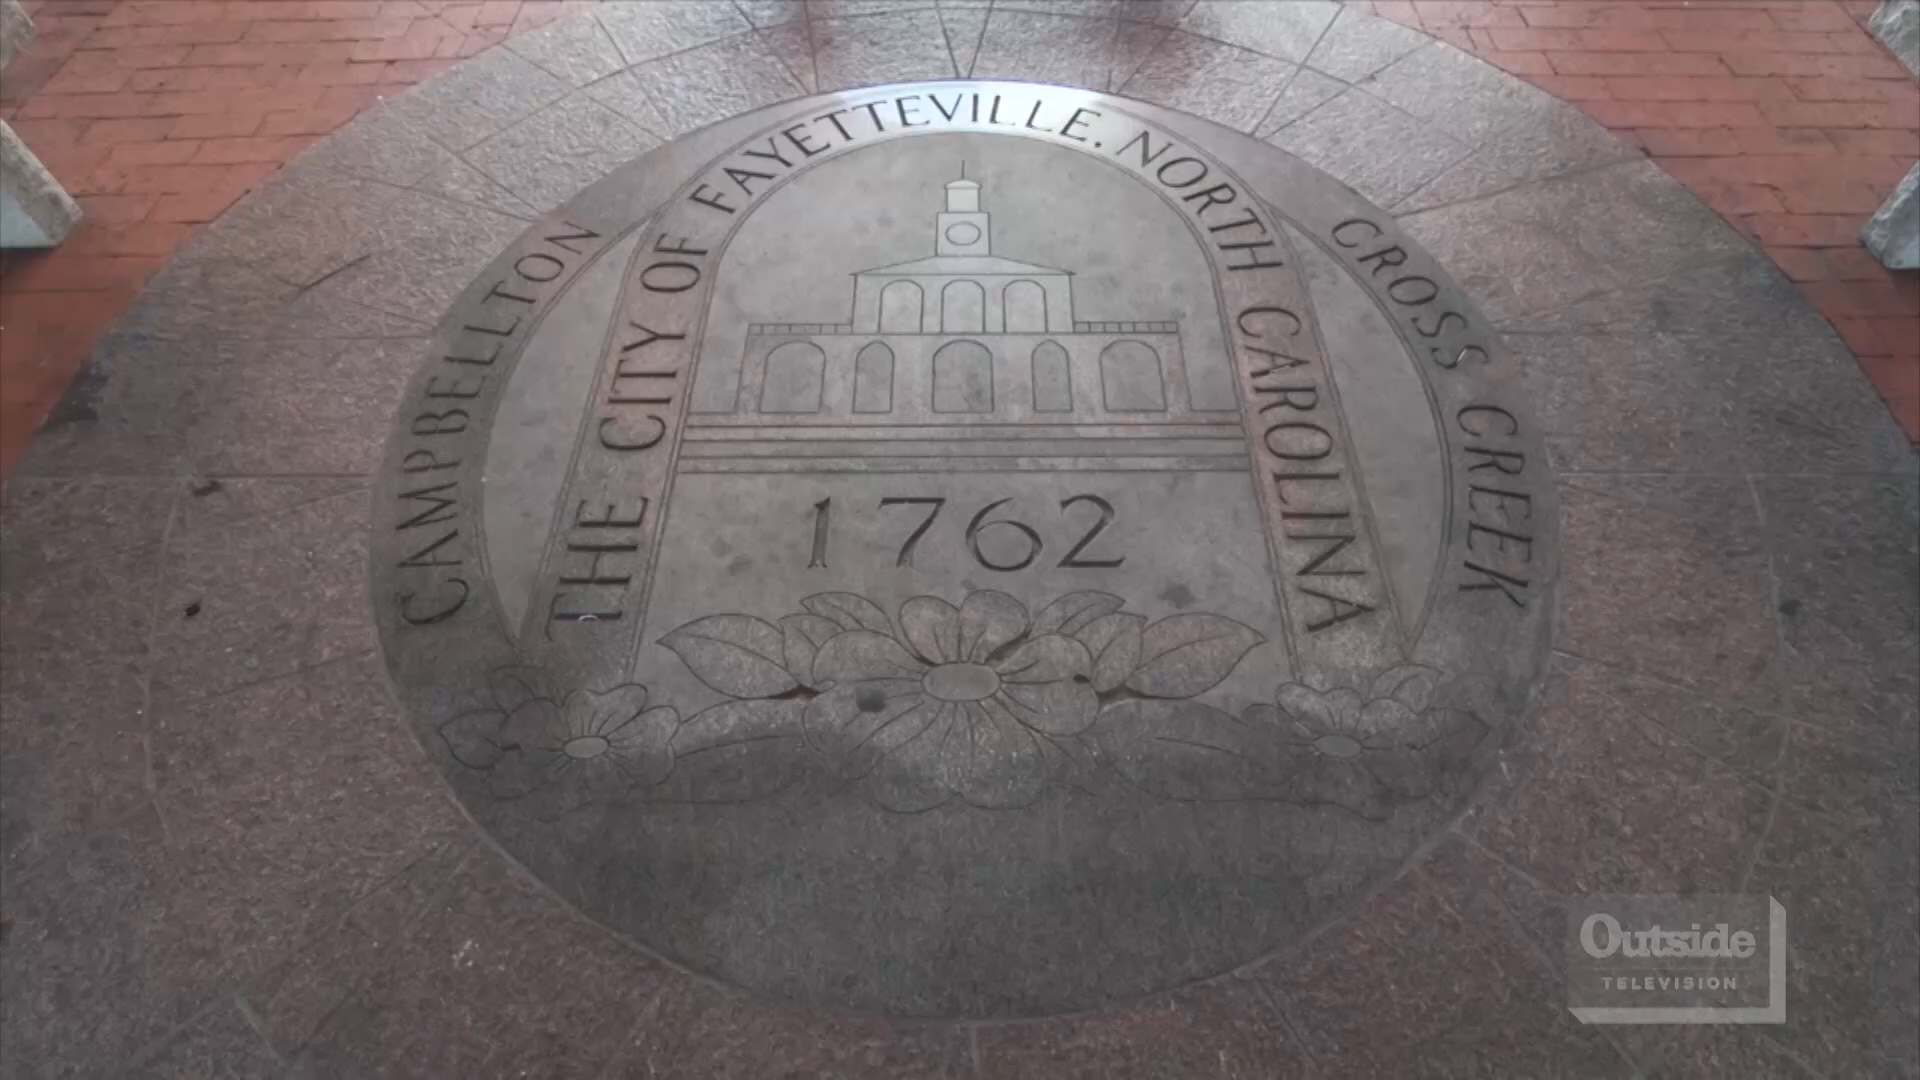 THE CITY OF FAYETTEVILLE, NORTH CAROLINA
CAMPBELLTON
CROSS CREEK
1762
Outside
TELEVISION